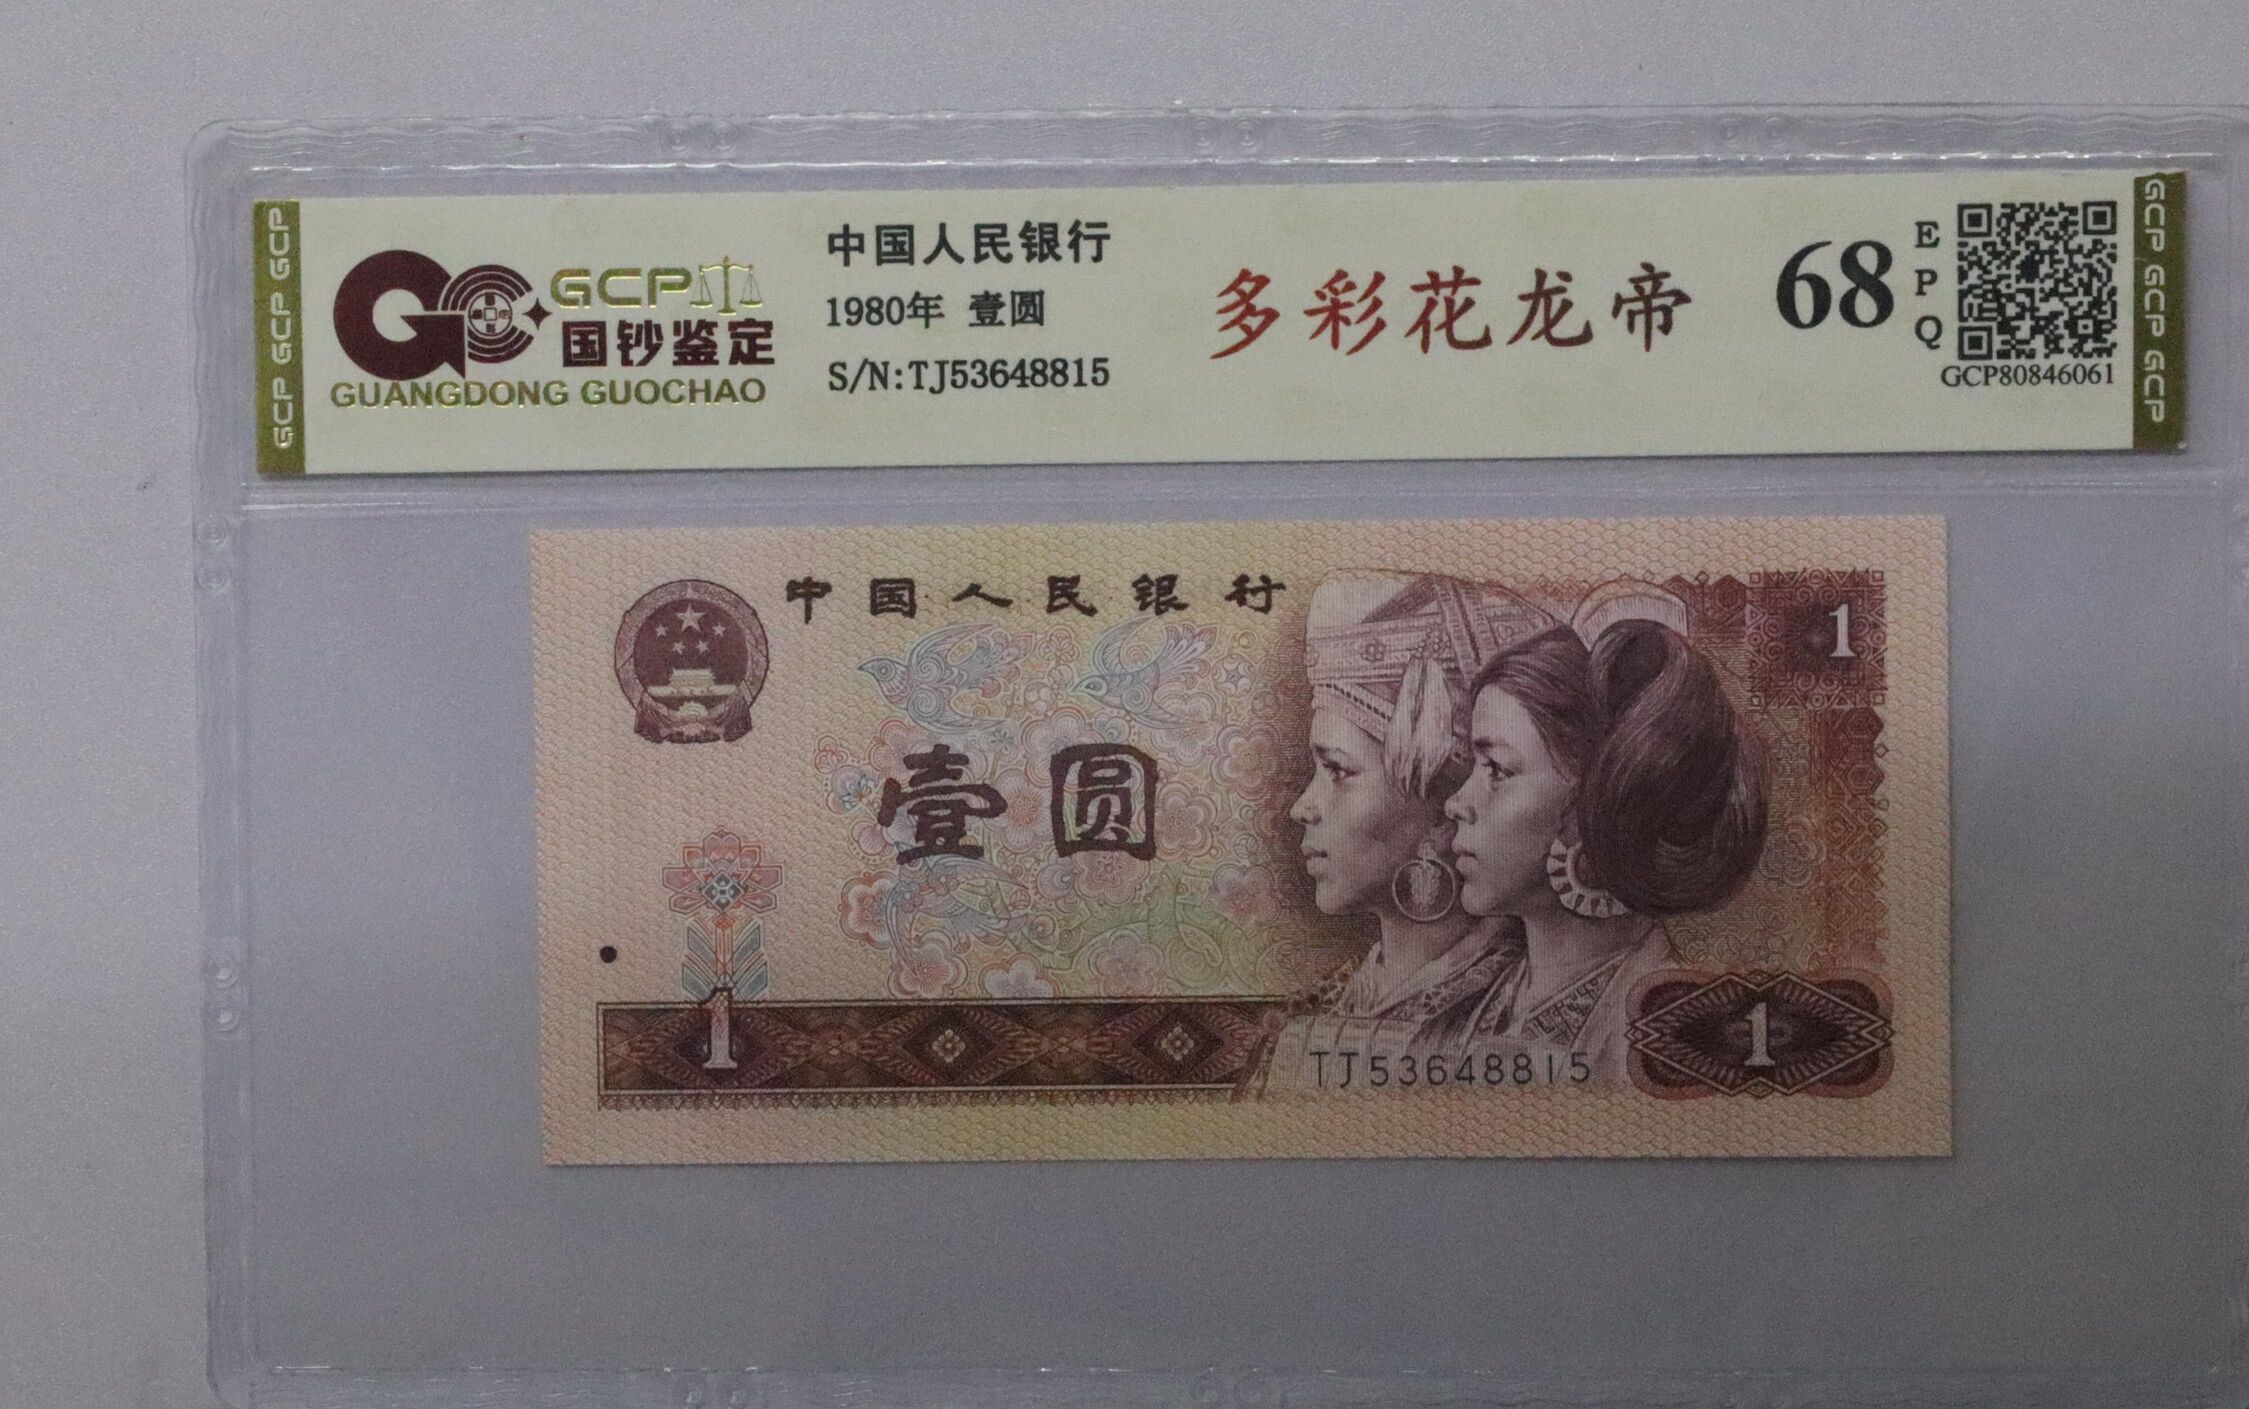 GCP GCP GCP
GC GCP
国钞鉴定
GUANGDONG GUOCHAO
中国人民银行
1980年 壹圆
S/N:TJ53648815
多彩花龙帝
68
E
P
Q
GCP80846061
GCP GCP GCP
中国人民银行
1
壹圆
1
TJ53648815
1